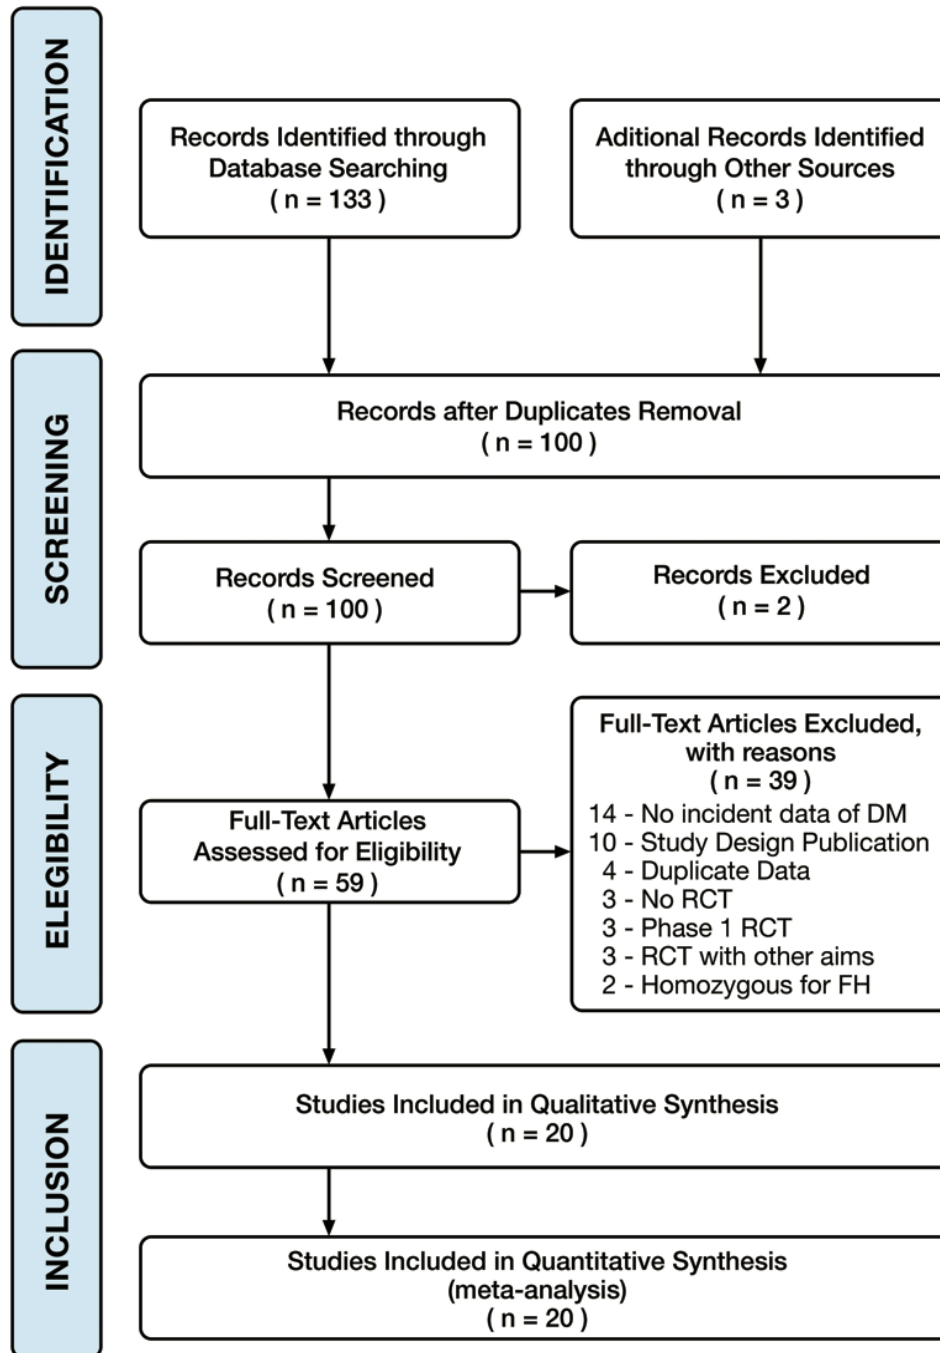 IDENTIFICATION
Records Identified through
Database Searching
( n = 133 )
Aditional Records Identified
through Other Sources
( n = 3 )
SCREENING
Records after Duplicates Removal
( n = 100 )
Records Screened
( n = 100 )
Records Excluded
( n = 2 )
ELEGIBILITY
Full-Text Articles
Assessed for Eligibility
( n = 59 )
Full-Text Articles Excluded,
with reasons
( n = 39 )
14 - No incident data of DM
10 - Study Design Publication
4 - Duplicate Data
3 - No RCT
3 - Phase 1 RCT
3 - RCT with other aims
2 - Homozygous for FH
INCLUSION
Studies Included in Qualitative Synthesis
( n = 20 )
Studies Included in Quantitative Synthesis
(meta-analysis)
( n = 20 )